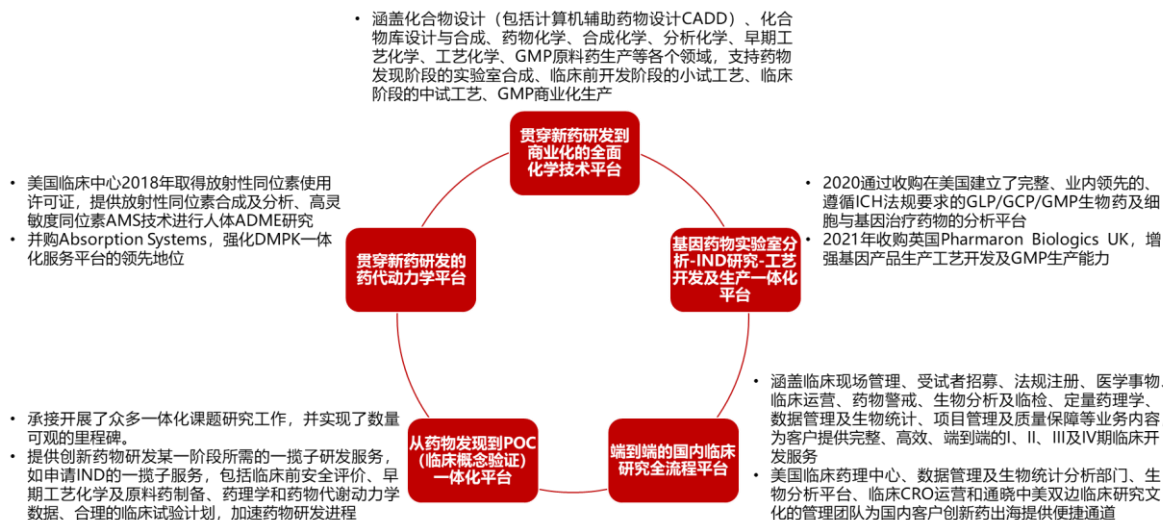 • 涵盖化合物设计（包括计算机辅助药物设计CADD）、化合
物库设计与合成、药物化学、合成化学、分析化学、早期工
艺化学、工艺化学、GMP原料药生产等各个领域，支持药物
发现阶段的实验室合成、临床前开发阶段的小试工艺、临床
阶段的中试工艺、GMP商业化生产
贯穿新药研发到
商业化的全面
化学技术平台
• 美国临床中心2018年取得放射性同位素使用
许可证，提供放射性同位素合成及分析、高灵
敏度同位素AMS技术进行人体ADME研究
• 并购Absorption Systems，强化DMPK一体
化服务平台的领先地位
贯穿新药研发的
药代动力学平台
基因药物实验室分
析-IND研究-工艺
开发及生产一体化
平台
• 2020通过收购在美国建立了完整、业内领先的、
遵循ICH法规要求的GLP/GCP/GMP生物药及细
胞与基因治疗药物的分析平台
• 2021年收购英国Pharmaron Biologics UK，增
强基因产品生产工艺开发及GMP生产能力
• 承接开展了众多一体化课题研究工作，并实现了数量
可观的里程碑。
• 提供创新药物研发某一阶段所需的一揽子研发服务，
如申请IND的一揽子服务，包括临床前安全评价、早
期工艺化学及原料药制备、药理学和药物代谢动力学
数据、合理的临床试验计划，加速药物研发进程
从药物发现到POC
(临床概念验证）
一体化平台
端到端的国内临床
研究全流程平台
• 涵盖临床现场管理、受试者招募、法规注册、医学事物、
临床运营、药物警戒、生物分析及临检、定量药理学、
数据管理及生物统计、项目管理及质量保障等业务内容
为客户提供完整、高效、端到端的I、II、III及IV期临床开
发服务
• 美国临床药理中心、数据管理及生物统计分析部门、生
物分析平台、临床CRO运营和通晓中美双边临床研究文
化的管理团队为国内客户创新药出海提供便捷通道